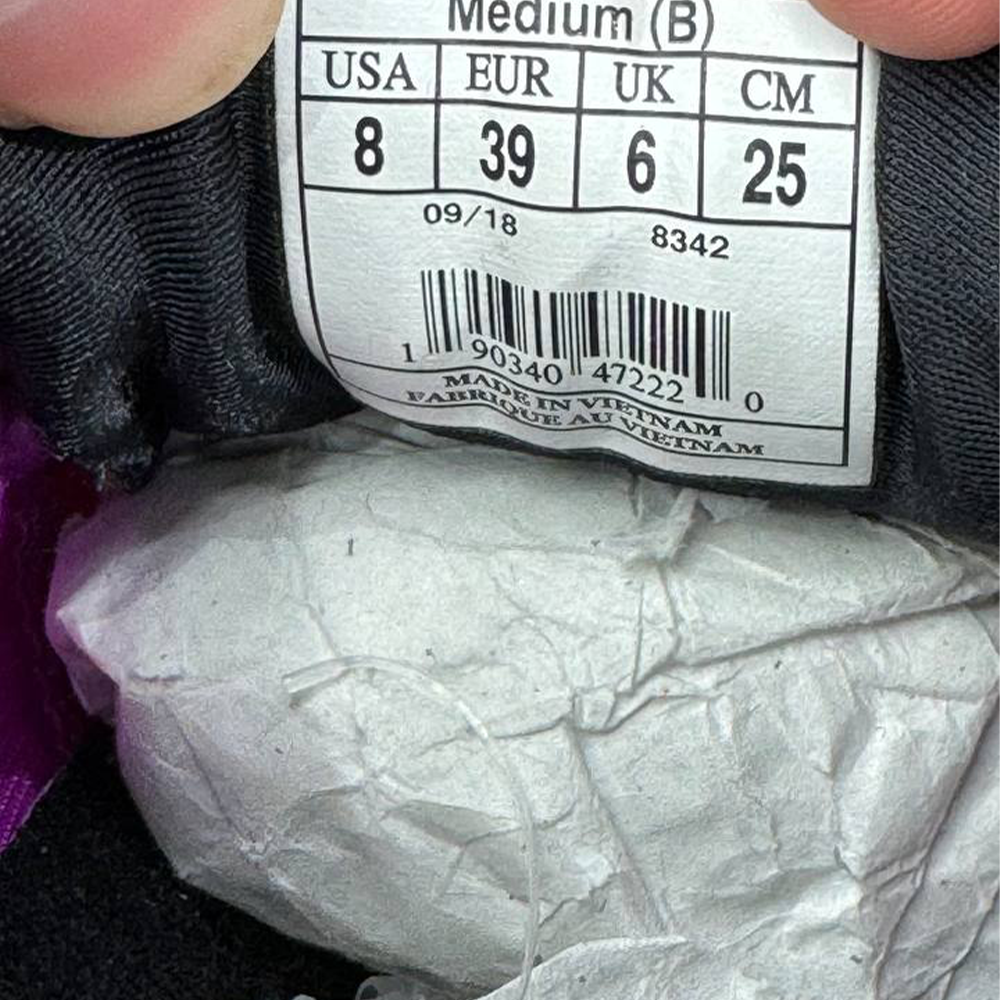 Medium (B)
USA EUR UK CM
8 39 6 25
09/18 8342
1 90340 47222 0
MADE IN VIETNAM
FABRIQUE AU VIETNAM